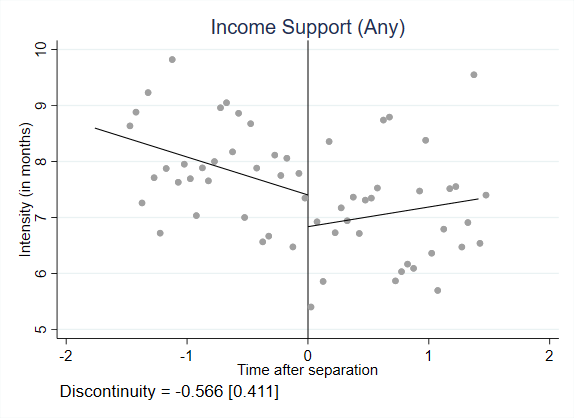 Income Support (Any)
Intensity (in months)
10
9
8
7
6
5
-2 -1 0 1 2
Time after separation
Discontinuity = -0.566 [0.411]